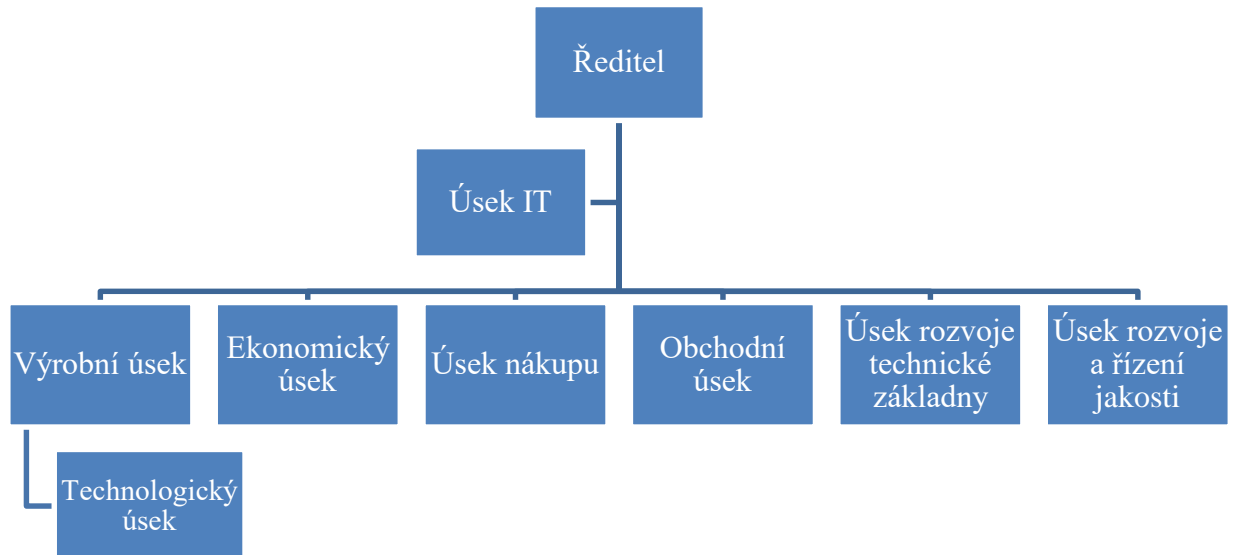 Ředitel
Úsek IT
Výrobní úsek
Ekonomický
úsek
Úsek nákupu
Obchodní
úsek
Úsek rozvoje
technické
základny
Úsek rozvoje
a řízení
jakosti
Technologický
úsek